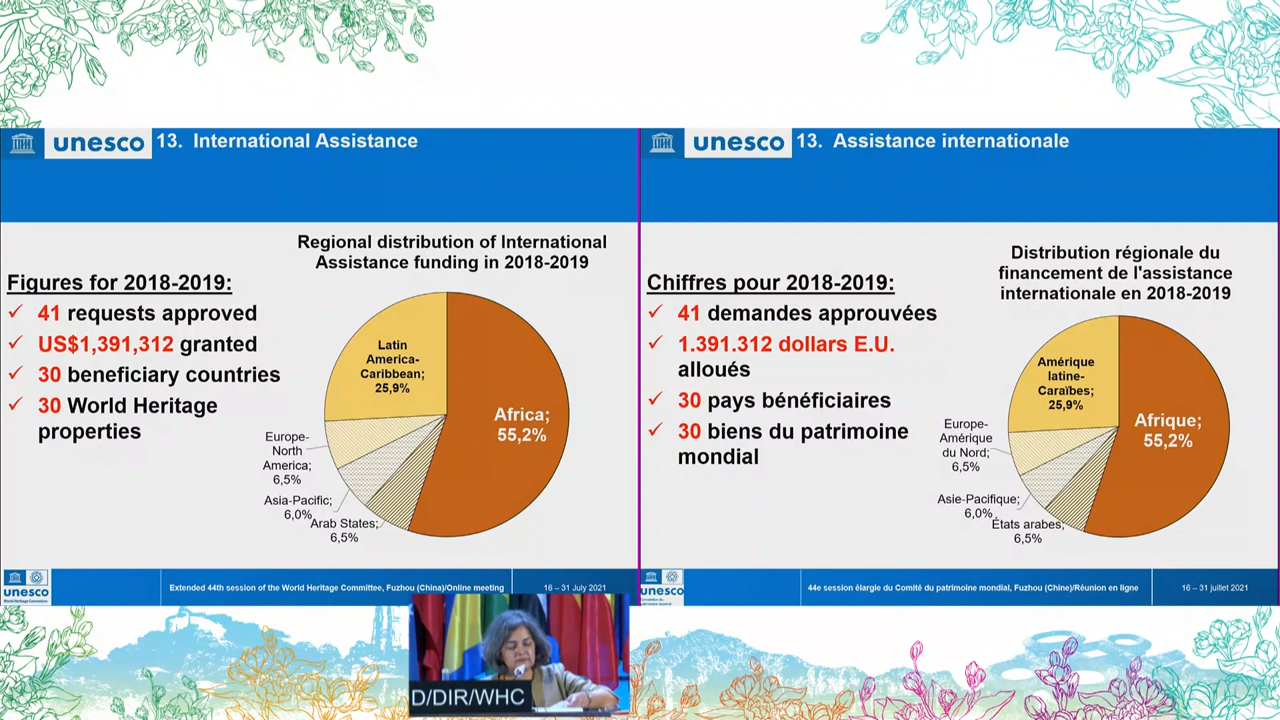 unesco
13. International Assistance
Regional distribution of International
Assistance funding in 2018-2019
Figures for 2018-2019:
41 requests approved
US$1,391,312 granted
30 beneficiary countries
30 World Heritage
properties
Latin
America-
Caribbean;
25,9%
Africa;
55,2%
Europe-
North
America;
6,5%
Asia-Pacific;
6,0%
Arab States;
6,5%
unesco
World Heritage Convention
Extended 44th session of the World Heritage Committee, Fuzhou (China)/Online meeting
16 – 31 July 2021
unesco
13. Assistance internationale
Distribution régionale du
financement de l'assistance
internationale en 2018-2019
Chiffres pour 2018-2019:
41 demandes approuvées
1.391.312 dollars E.U.
alloués
30 pays bénéficiaires
30 biens du patrimoine
mondial
Amérique
latine-
Caraïbes;
25,9%
Afrique;
55,2%
Europe-
Amérique
du Nord;
6,5%
Asie-Pacifique;
6,0%
États arabes;
6,5%
unesco
44e session élargie du Comité du patrimoine mondial, Fuzhou (Chine)/Réunion en ligne
16 – 31 juillet 2021
D/DIR/WHC